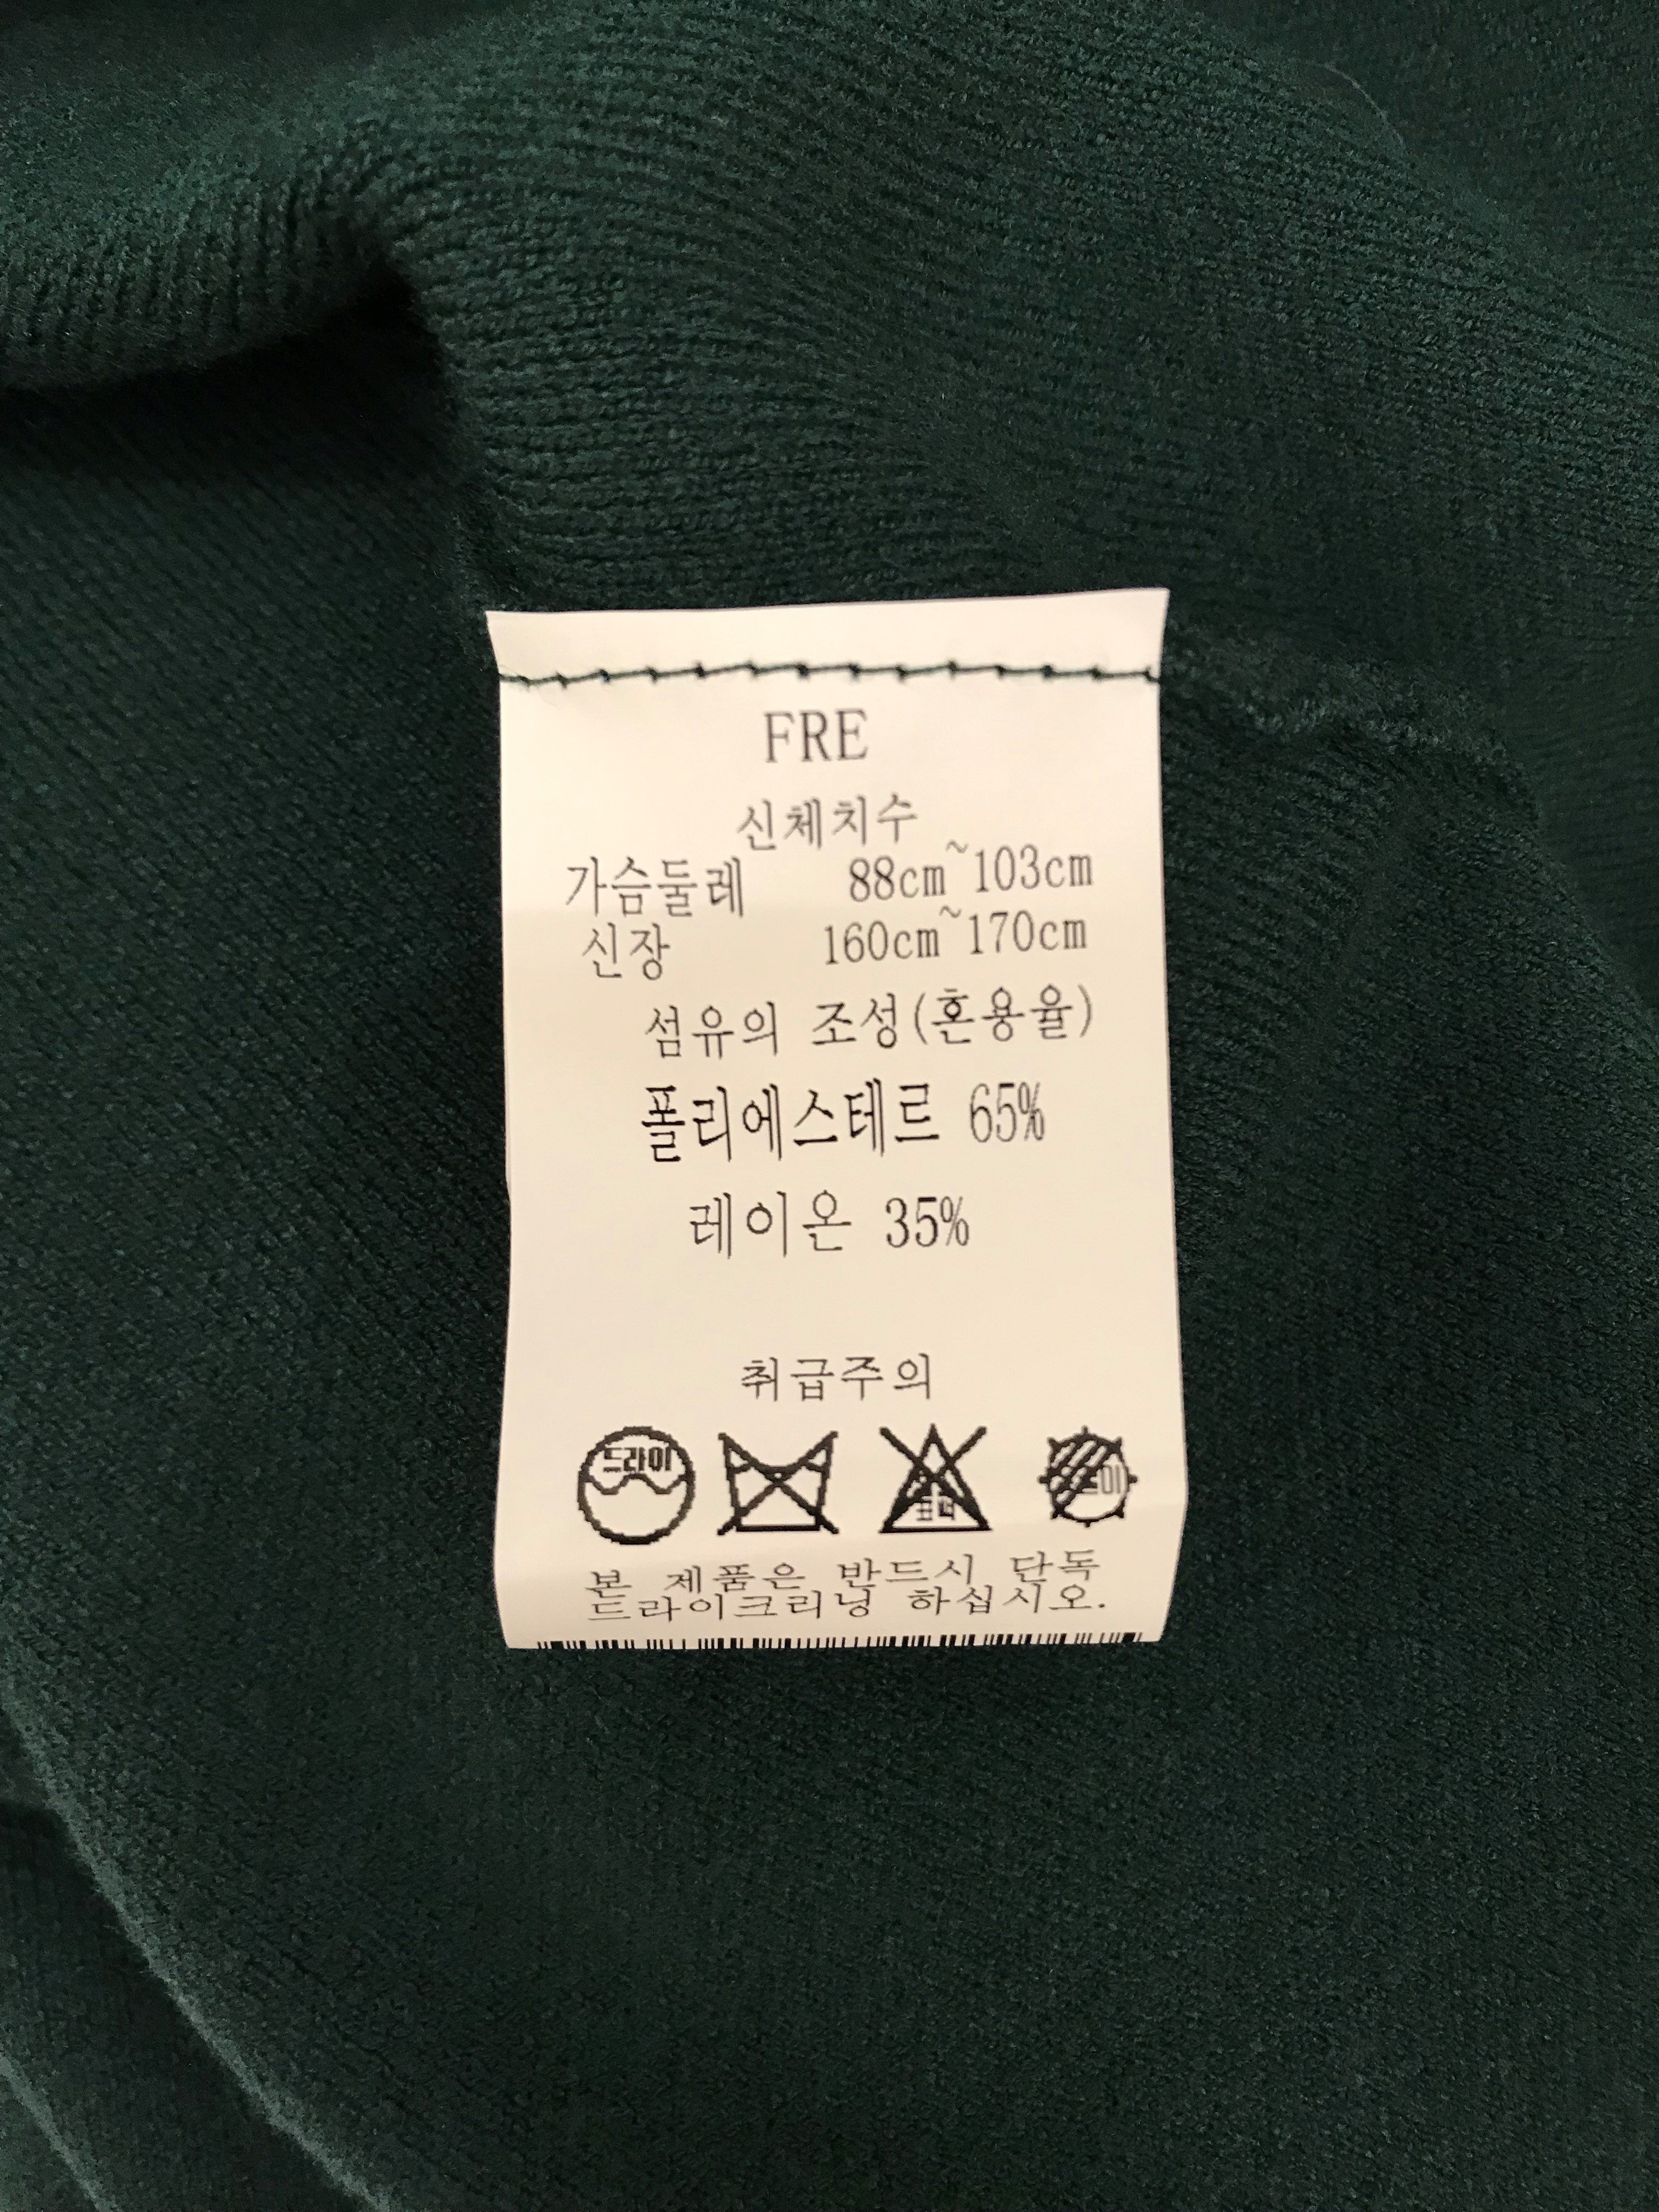 FRE
신체치수
가슴둘레 88cm~103cm
신장 160cm~170cm
섬유의 조성(혼용율)
폴리에스테르 65%
레이온 35%
취급주의
드라이
본 제품은 반드시 단독
드라이크리닝 하십시오.